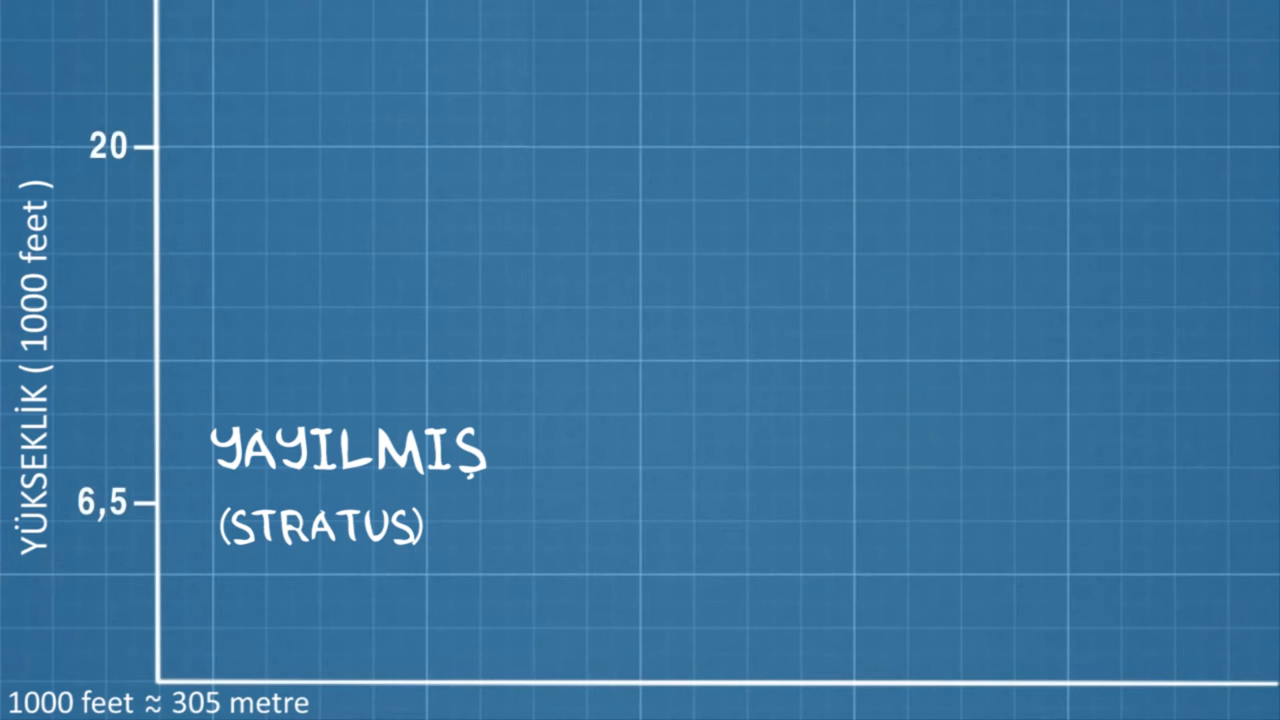 20
YÜKSEKLİK ( 1000 feet )
YAYILMIŞ
6,5
(STRATUS)
1000 feet ≈ 305 metre